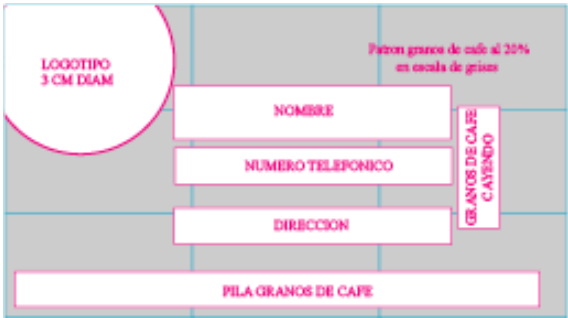 LOGOTIPO
3 CM DIAM
Patron granos de cafe al 20%
en escala de grises
NOMBRE
NUMERO TELEFONICO
GRANOS DE CAFE
CAYENDO
DIRECCION
PILA GRANOS DE CAFE